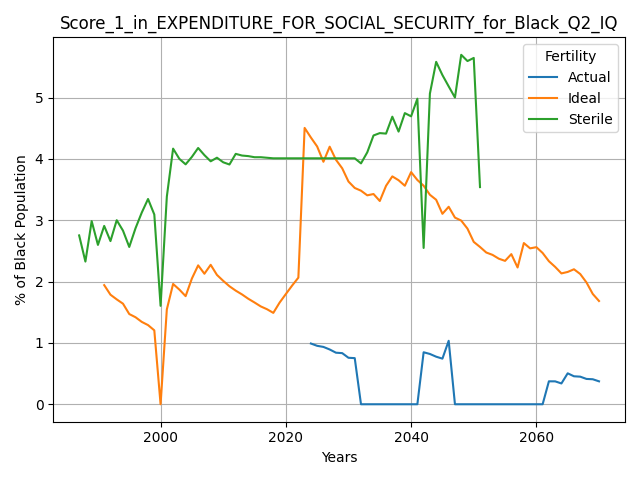 Score_1_in_EXPENDITURE_FOR_SOCIAL_SECURITY_for_Black_Q2_IQ
Fertility
Actual
Ideal
Sterile
% of Black Population
5
4
3
2
1
0
2000
2020
2040
2060
Years